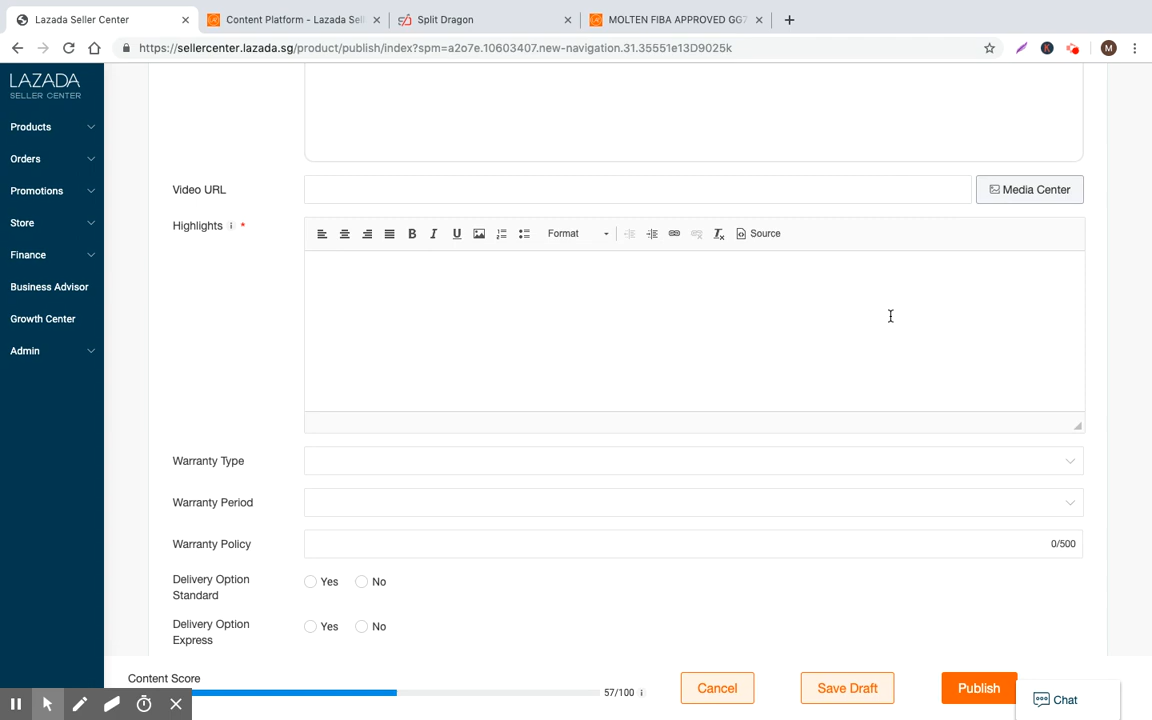 Lazada Seller Center
Content Platform - Lazada Sell
Split Dragon
MOLTEN FIBA APPROVED GG7
https://sellercenter.lazada.sg/product/publish/index?spm=a2o7e.10603407.new-navigation.31.35551e13D9025k
K
M
LAZADA
SELLER CENTER
Products
Orders
Promotions
Store
Finance
Business Advisor
Growth Center
Admin
Video URL
Media Center
Highlights i *
B I U Format Source
Warranty Type
Warranty Period
Warranty Policy
0/500
Delivery Option
Standard
Yes No
Delivery Option
Express
Yes No
Content Score
57/100 i
Cancel
Save Draft
Publish
Chat